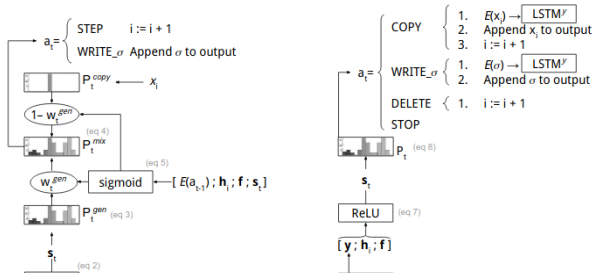 a_t = { STEP i := i + 1
WRITE_σ Append σ to output
P_t^copy ← x_i
1– w_t^gen
(eq 4)
P_t^mix
(eq 5)
w_t^gen sigmoid [ E(a_t-1) ; h_i ; f ; s_t ]
P_t^gen (eq 3)
s_t
(eq 2)
COPY { 1. E(x_i) → LSTM^y
2. Append x_i to output
3. i := i + 1
a_t = { WRITE_σ { 1. E(σ) → LSTM^y
2. Append σ to output
DELETE { 1. i := i + 1
STOP
P_t (eq 8)
s_t
ReLU (eq 7)
[ y ; h_i ; f ]